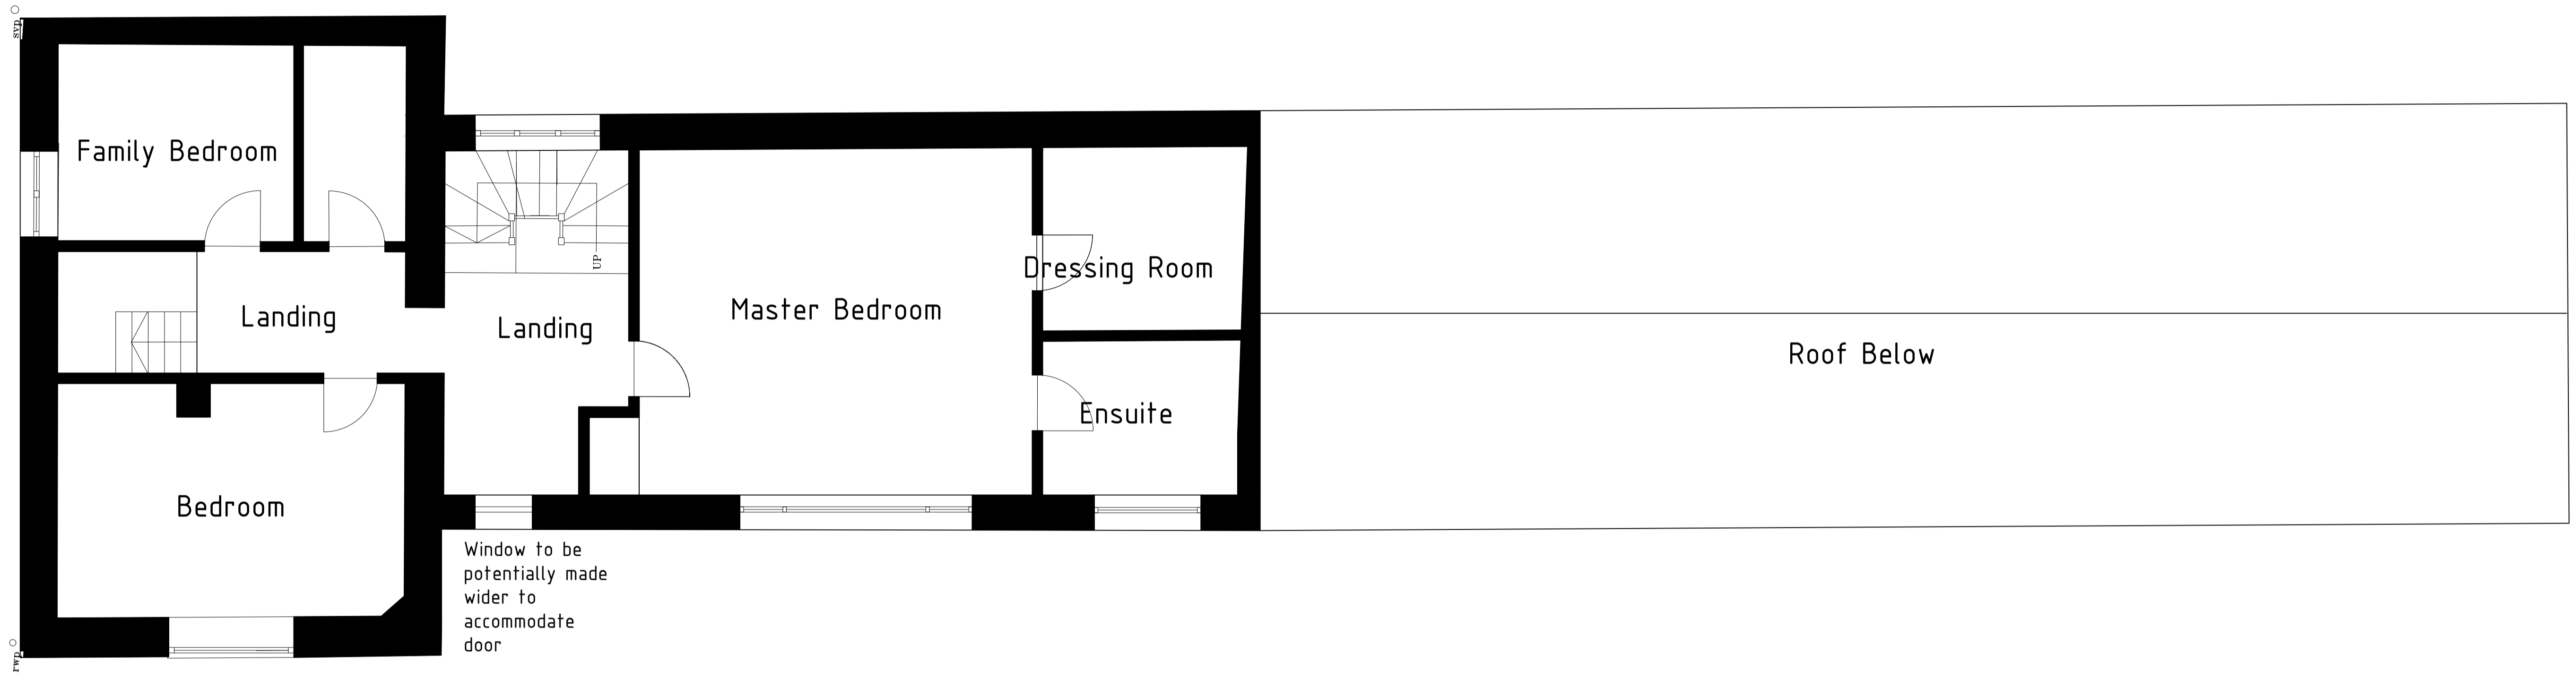 svp
Family Bedroom
Landing
UP
Landing
Master Bedroom
Dressing Room
Ensuite
Roof Below
Bedroom
Window to be
potentially made
wider to
accommodate
door
rwp